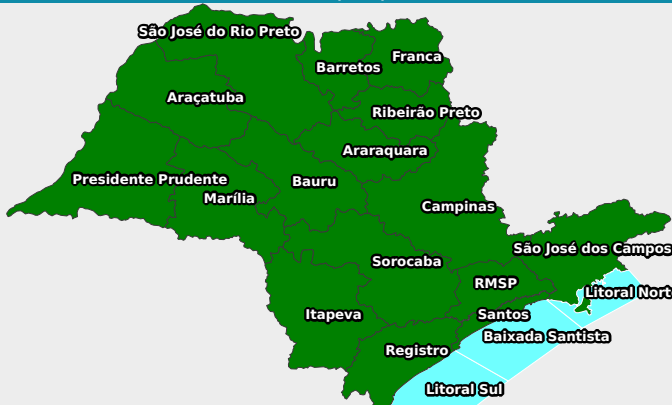 São José do Rio Preto
Franca
Barretos
Araçatuba
Ribeirão Preto
Araraquara
Presidente Prudente
Bauru
Marília
Campinas
São José dos Campos
Sorocaba
RMSP
Litoral Nort
Itapeva
Santos
Baixada Santista
Registro
Litoral Sul